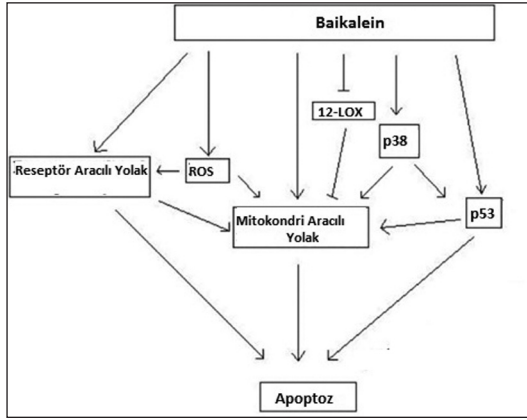 Baikalein
12-LOX
p38
Reseptör Aracılı Yolak
ROS
Mitokondri Aracılı
Yolak
p53
Apoptoz